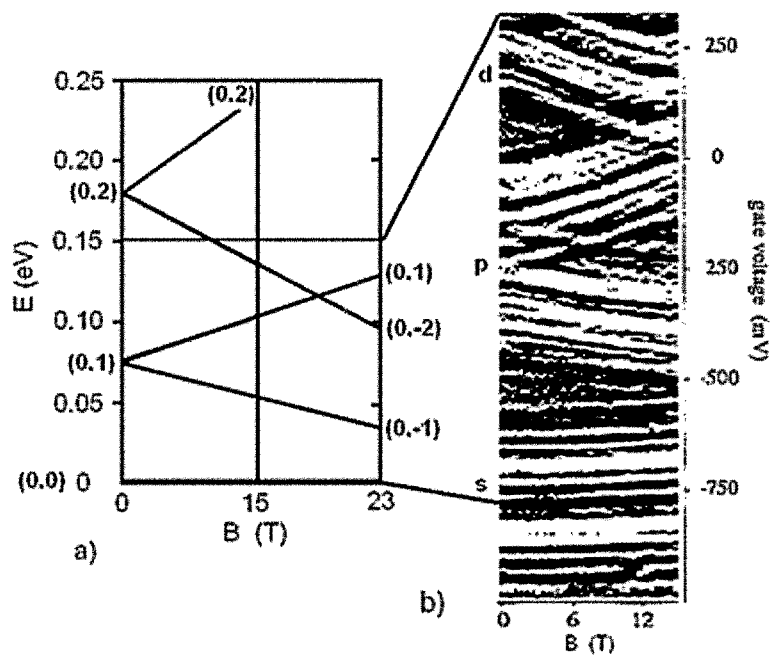 0.25
0.20
0.15
0.10
0.05
0
E (eV)
(0.2)
(0.2)
(0.1)
(0.1)
(0.-2)
(0.-1)
(0.0)
0
15
23
B (T)
a)
d
p
s
250
0
250
-500
-750
gate voltage (mV)
0
6
12
B (T)
b)